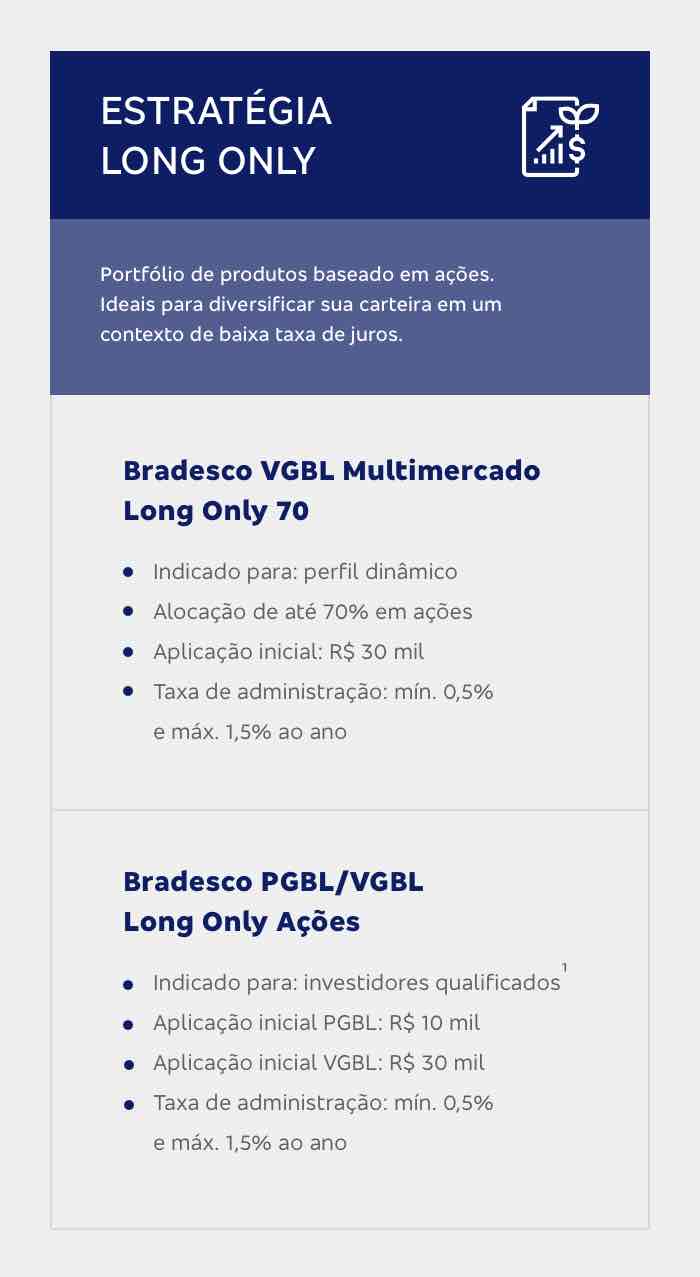 ESTRATÉGIA
LONG ONLY
Portfólio de produtos baseado em ações.
Ideais para diversificar sua carteira em um
contexto de baixa taxa de juros.
Bradesco VGBL Multimercado
Long Only 70
• Indicado para: perfil dinâmico
• Alocação de até 70% em ações
• Aplicação inicial: R$ 30 mil
• Taxa de administração: mín. 0,5%
e máx. 1,5% ao ano
Bradesco PGBL/VGBL
Long Only Ações
• Indicado para: investidores qualificados¹
• Aplicação inicial PGBL: R$ 10 mil
• Aplicação inicial VGBL: R$ 30 mil
• Taxa de administração: mín. 0,5%
e máx. 1,5% ao ano